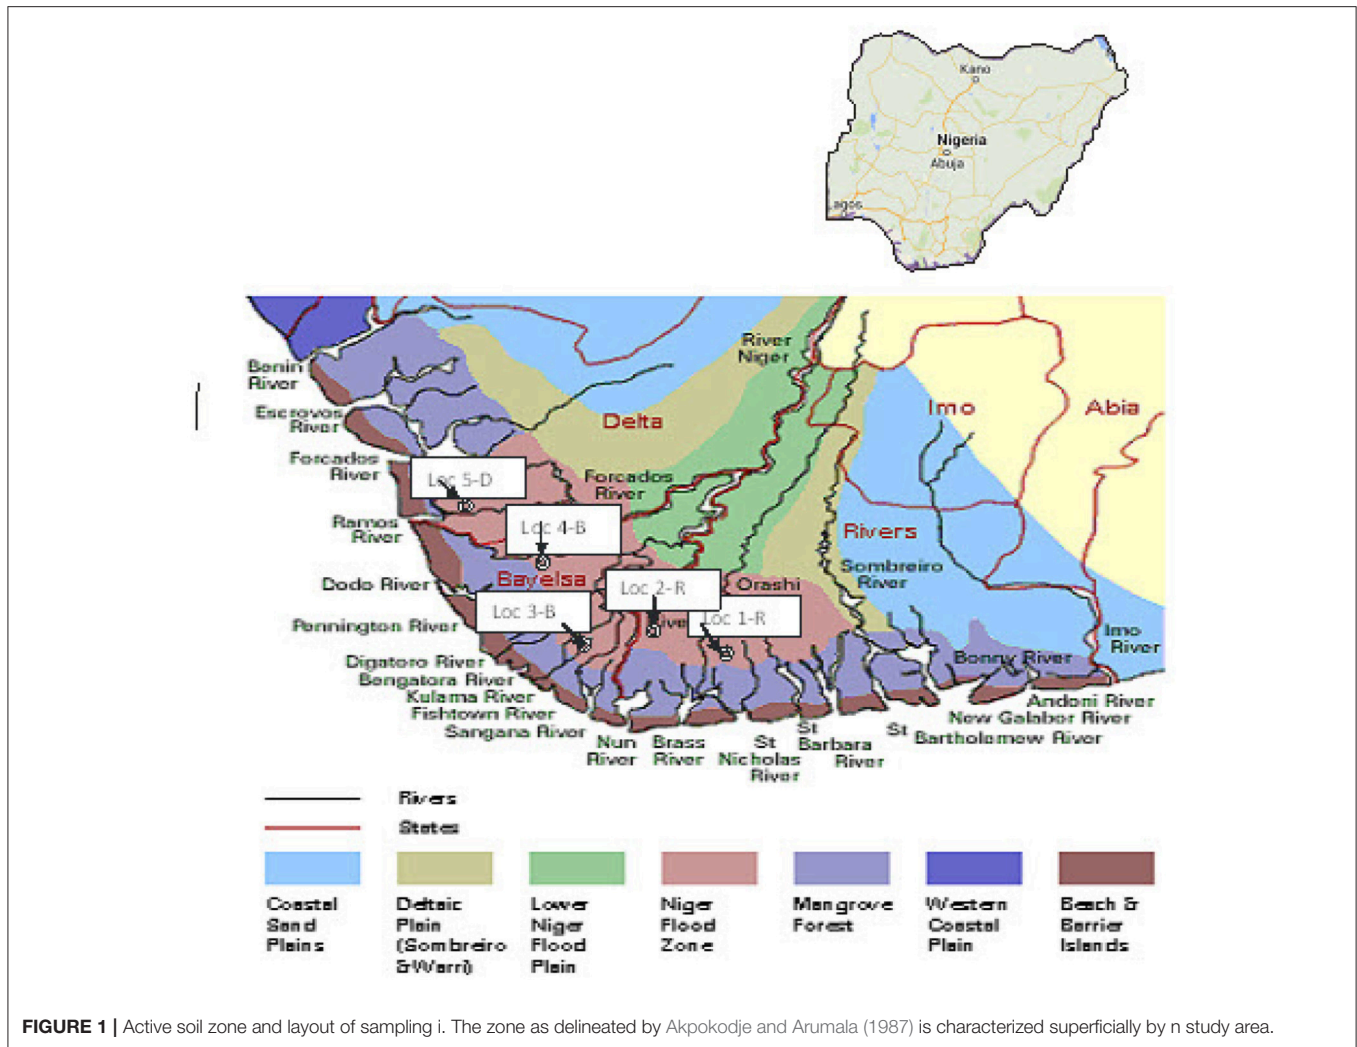 Kano
Nigeria
Abuja
Lagos
River
Niger
Benin
River
Escrovos
River
Delta
Imo
Abia
Forcados
River
Loc 5-D
Forcados
River
Ramos
River
Loc 4-B
Rivers
Dodo River
Bayelsa
Loc 2-R
Orashi
Sombreiro
River
Pennington River
Loc 3-B
Loc 1-R
Imo
River
Digatoro River
Bengatora River
Kulama River
Fishtown River
Sangana River
Bonny River
Andoni River
New Galabor River
St
Bartholomew River
Nun
River
Brass
River
St
Nicholas
River
St
Barbara
River
Rivers
States
Coastal
Sand
Plains
Deltaic
Plain
(Sombreiro
&Warri)
Lower
Niger
Flood
Plain
Niger
Flood
Zone
Mangrove
Forest
Western
Coastal
Plain
Beach &
Barrier
Islands
FIGURE 1 | Active soil zone and layout of sampling i. The zone as delineated by Akpokodje and Arumala (1987) is characterized superficially by n study area.